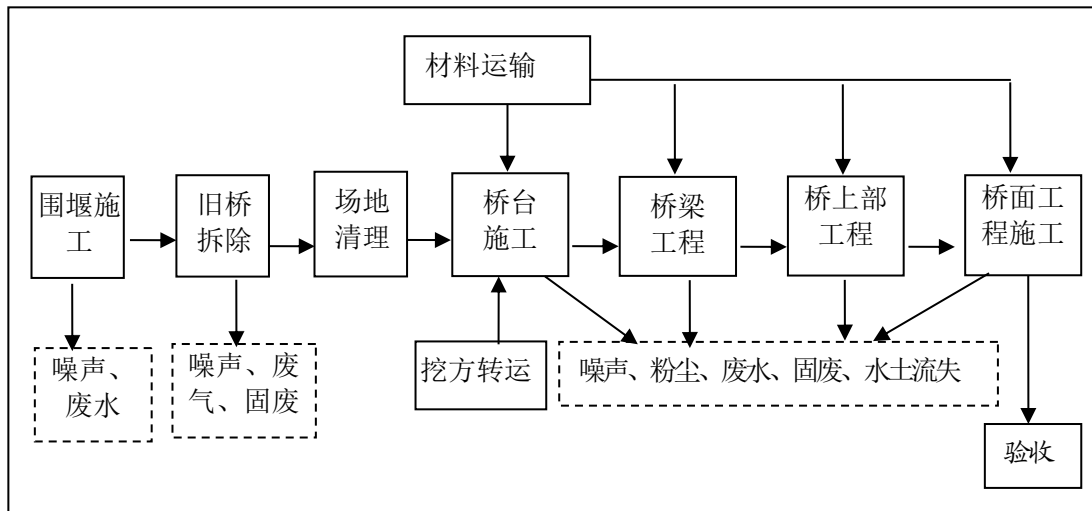 材料运输
围堰施
工
旧桥
拆除
场地
清理
桥台
施工
桥梁
工程
桥上部
工程
桥面工
程施工
噪声、
废水
噪声、废
气、固废
挖方转运
噪声、粉尘、废水、固废、水土流失
验收